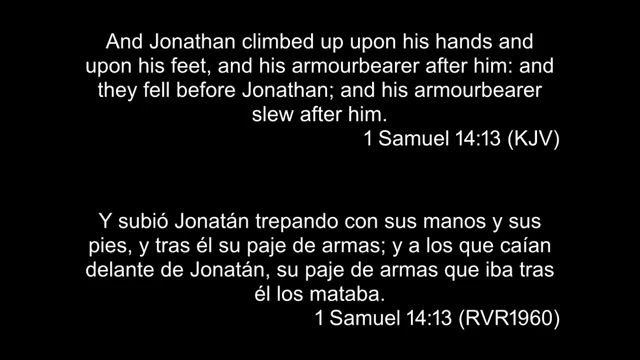 And Jonathan climbed up upon his hands and
upon his feet, and his armourbearer after him: and
they fell before Jonathan; and his armourbearer
slew after him.
1 Samuel 14:13 (KJV)
Y subió Jonatán trepando con sus manos y sus
pies, y tras él su paje de armas; y a los que caían
delante de Jonatán, su paje de armas que iba tras
él los mataba.
1 Samuel 14:13 (RVR1960)